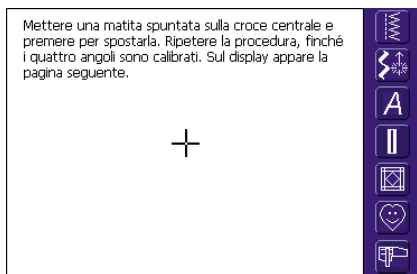 Mettere una matita spuntata sulla croce centrale e
premere per spostarla. Ripetere la procedura, finché
i quattro angoli sono calibrati. Sul display appare la
pagina seguente.
A